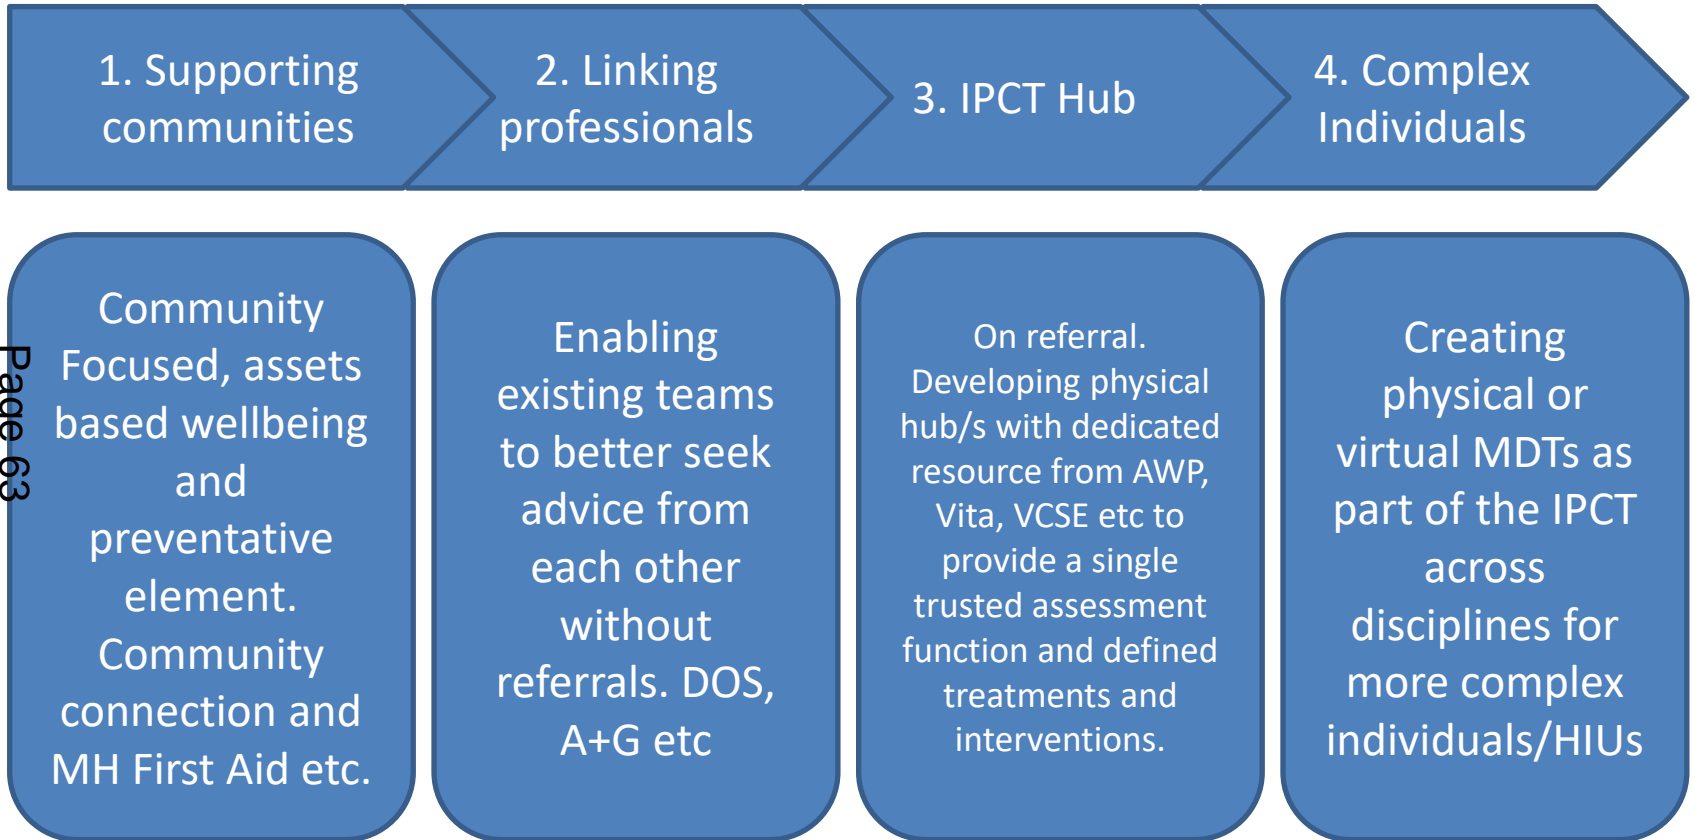 1. Supporting
communities
2. Linking
professionals
3. IPCT Hub
4. Complex
Individuals
Community
Focused, assets
based wellbeing
and
preventative
element.
Community
connection and
MH First Aid etc.
Enabling
existing teams
to better seek
advice from
each other
without
referrals. DOS,
A+G etc
On referral.
Developing physical
hub/s with dedicated
resource from AWP,
Vita, VCSE etc to
provide a single
trusted assessment
function and defined
treatments and
interventions.
Creating
physical or
virtual MDTs as
part of the IPCT
across
disciplines for
more complex
individuals/HIUs
Page 63